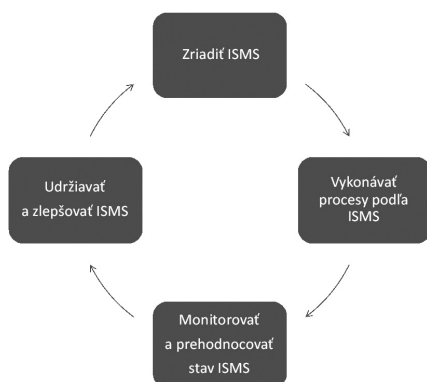 Zriadiť ISMS
Vykonávať
procesy podľa
ISMS
Monitorovať
a prehodnocovať
stav ISMS
Udržiavať
a zlepšovať ISMS